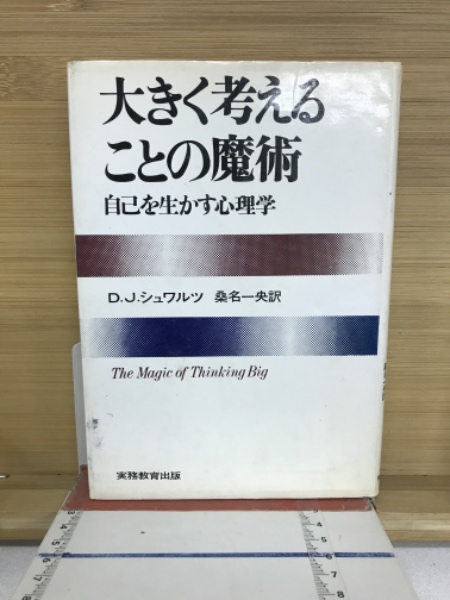 大きく考える
ことの魔術
自己を生かす心理学
D.J.シュワルツ 桑名一央訳
The Magic of Thinking Big
実務教育出版